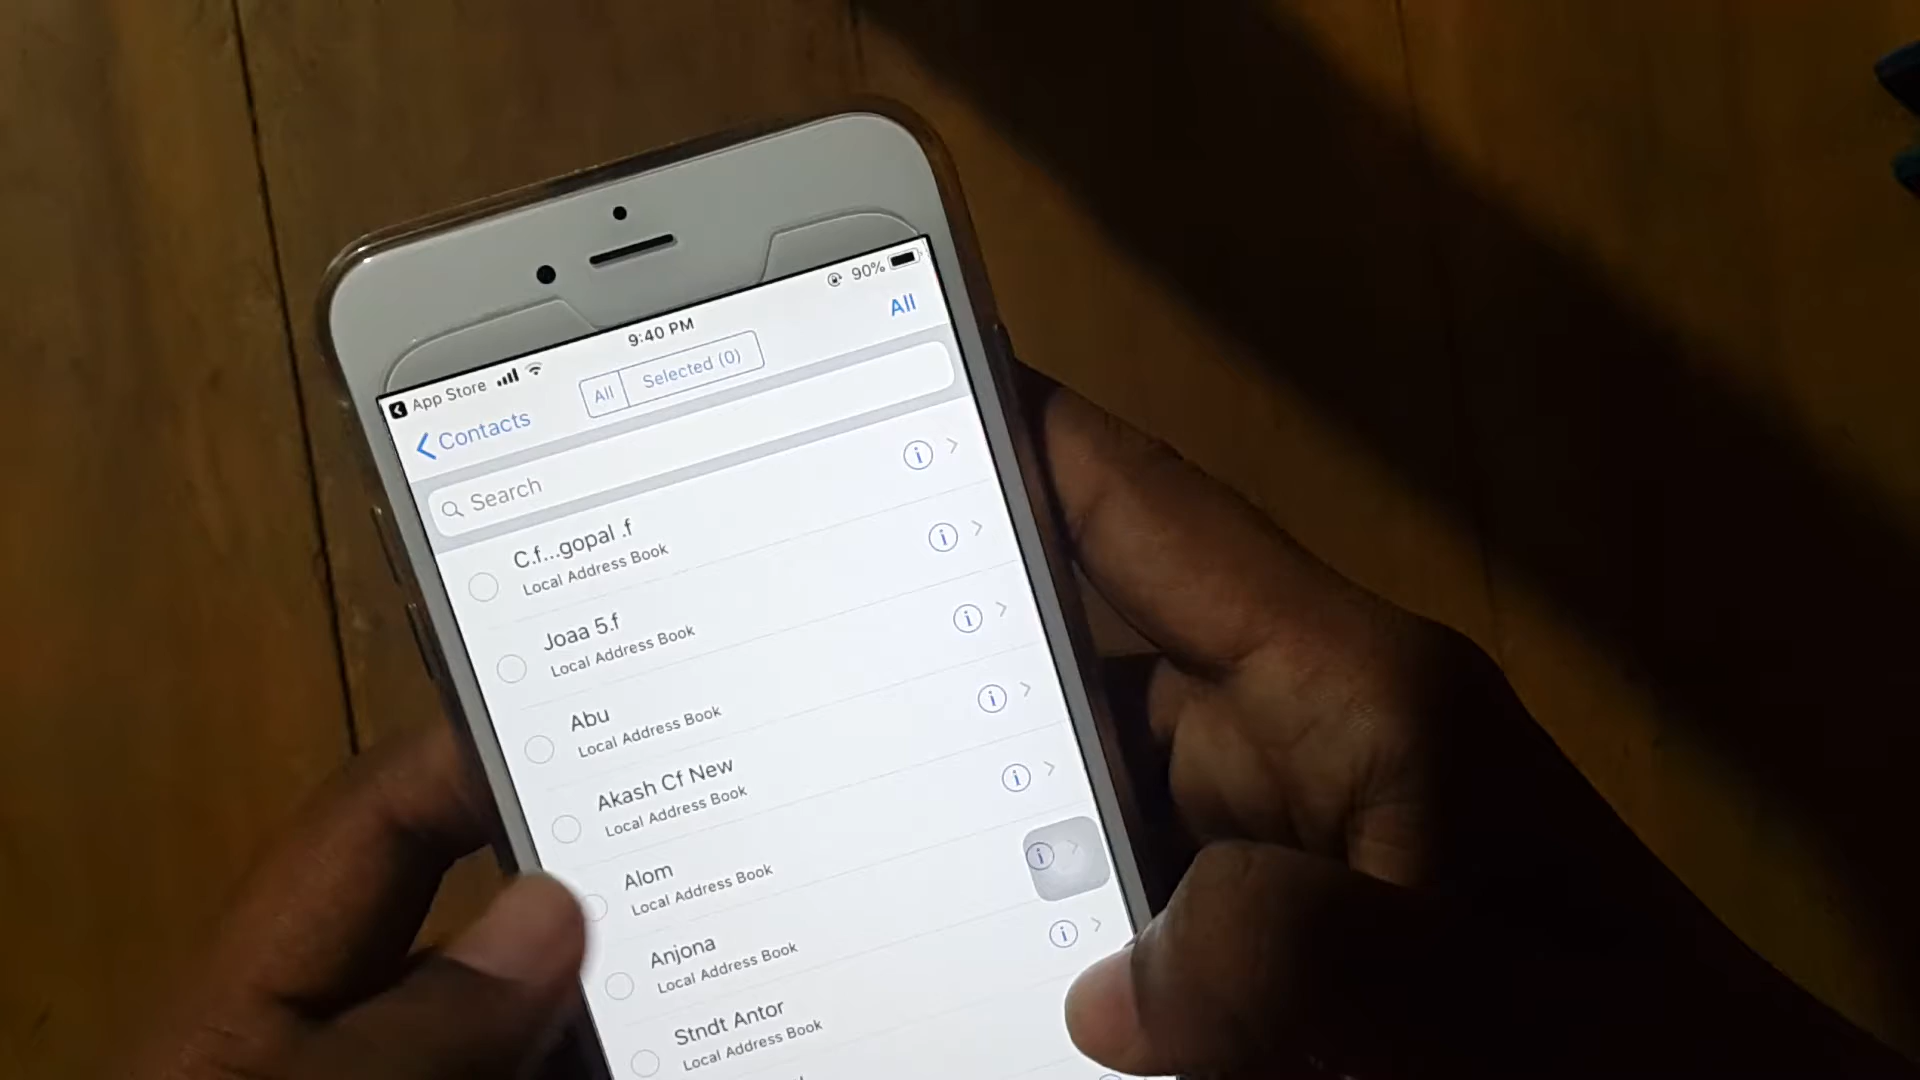 App Store
9:40 PM
90%
Contacts
All
Selected (0)
All
Search
C.f...gopal .f
Local Address Book
Joaa 5.f
Local Address Book
Abu
Local Address Book
Akash Cf New
Local Address Book
Alom
Local Address Book
Anjona
Local Address Book
Stndt Antor
Local Address Book